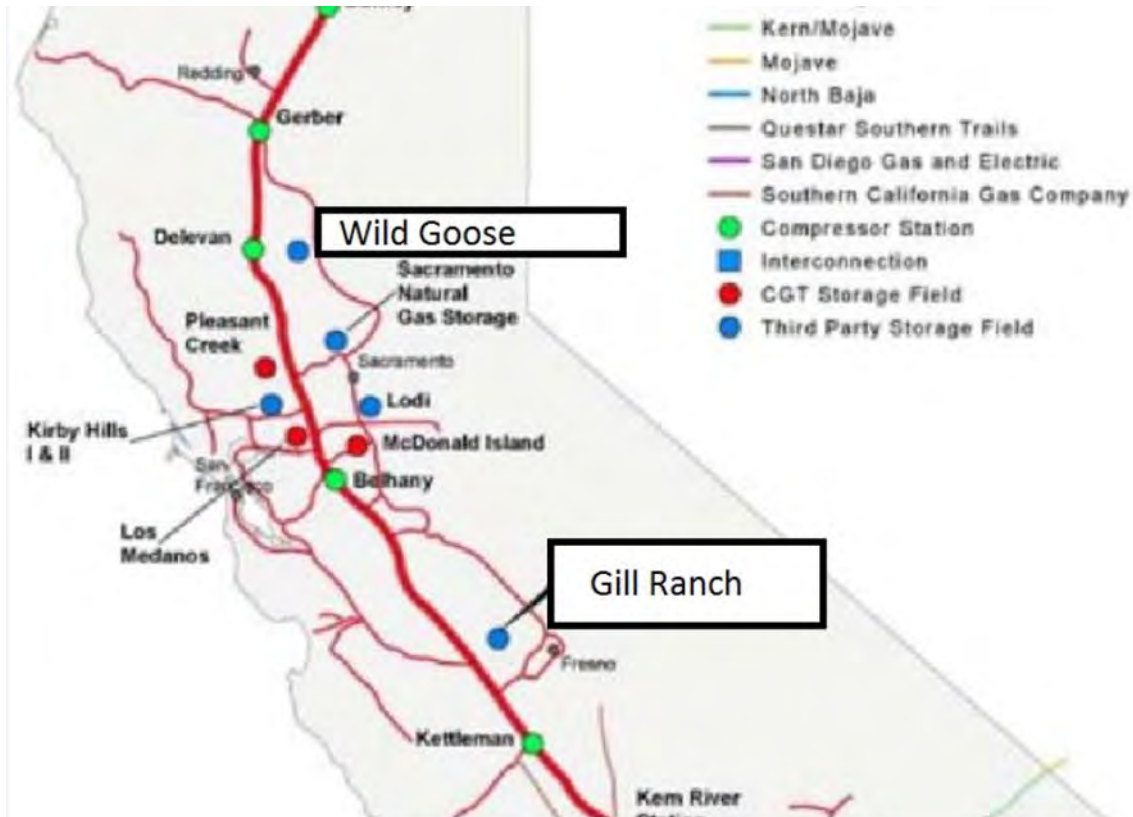 Redding
Gerber
Delevan
Wild Goose
Sacramento
Natural
Gas Storage
Pleasant
Creek
Sacramento
Lodi
Kirby Hills
I & II
McDonald Island
San
Francisco
Bethany
Los
Medanos
Gill Ranch
Fresno
Kettleman
Kern River
Kern/Mojave
Mojave
North Baja
Questar Southern Trails
San Diego Gas and Electric
Southern California Gas Company
Compressor Station
Interconnection
CGT Storage Field
Third Party Storage Field